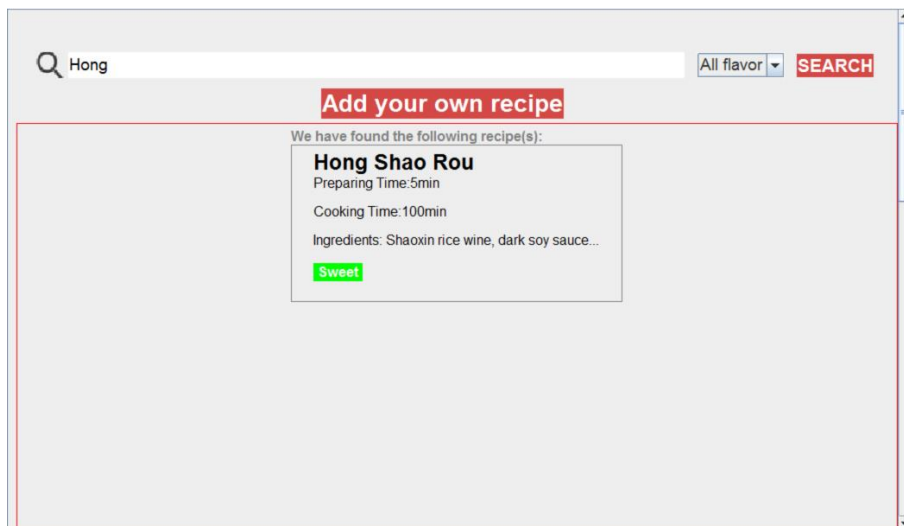 Hong All flavor SEARCH
Add your own recipe
We have found the following recipe(s):
Hong Shao Rou
Preparing Time:5min
Cooking Time:100min
Ingredients: Shaoxin rice wine, dark soy sauce...
Sweet